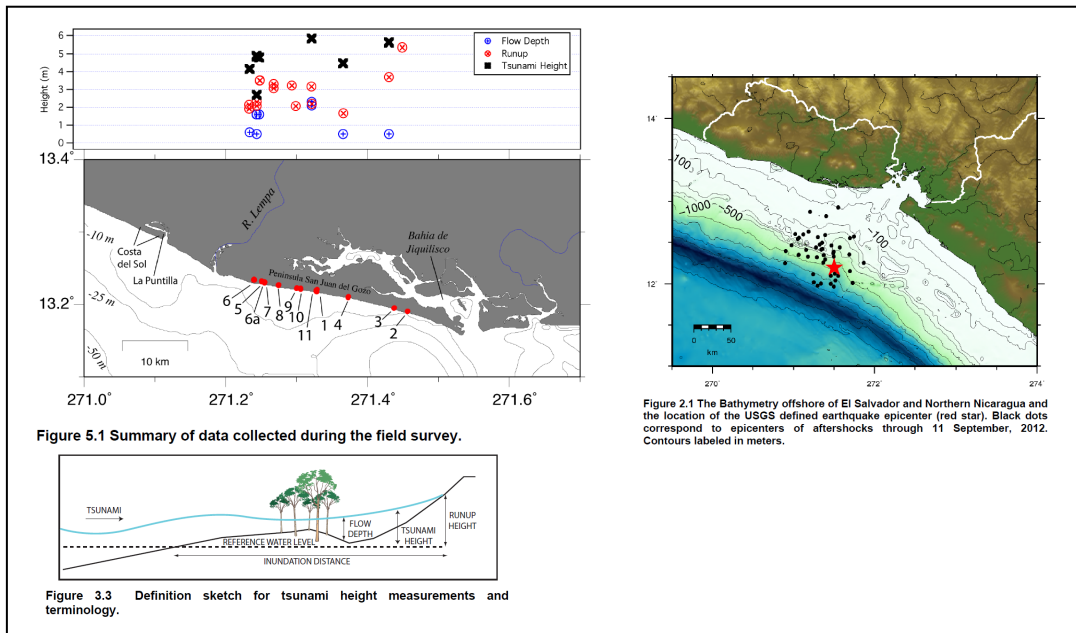 6
5
4
3
2
1
0
Height (m)
Flow Depth
Runup
Tsunami Height
13.4
13.2
R. Lempa
Bahia de
Jiquilisco
-10 m
Costa
del Sol
La Puntilla
Peninsula San Juan del Gozo
-25 m
-50 m
6
5
6a
7
8
9
10
11
1
4
3
2
10 km
271.0
271.2
271.4
271.6
Figure 5.1 Summary of data collected during the field survey.
TSUNAMI
FLOW
DEPTH
TSUNAMI
HEIGHT
RUNUP
HEIGHT
REFERENCE WATER LEVEL
INUNDATION DISTANCE
Figure 3.3 Definition sketch for tsunami height measurements and
terminology.
14˚
12˚
-100
-1000
-500
-100
0
50
km
270˚
272˚
274˚
Figure 2.1 The Bathymetry offshore of El Salvador and Northern Nicaragua and
the location of the USGS defined earthquake epicenter (red star). Black dots
correspond to epicenters of aftershocks through 11 September, 2012.
Contours labeled in meters.